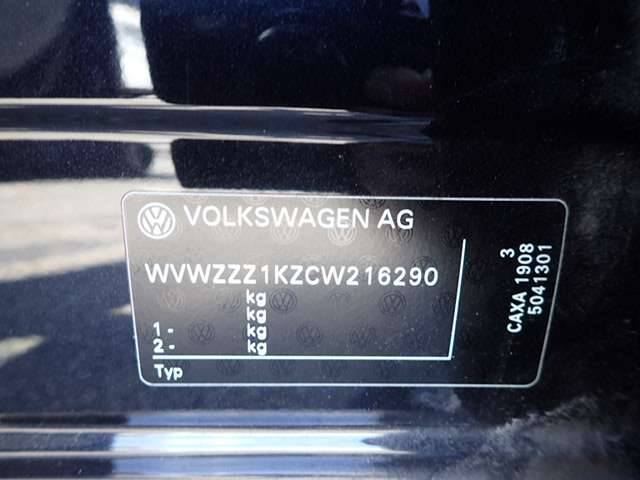 VOLKSWAGEN AG
WVWZZZ1KZCW216290
kg
kg
1 - kg
2 - kg
Typ
3
CAXA 1908
5041301